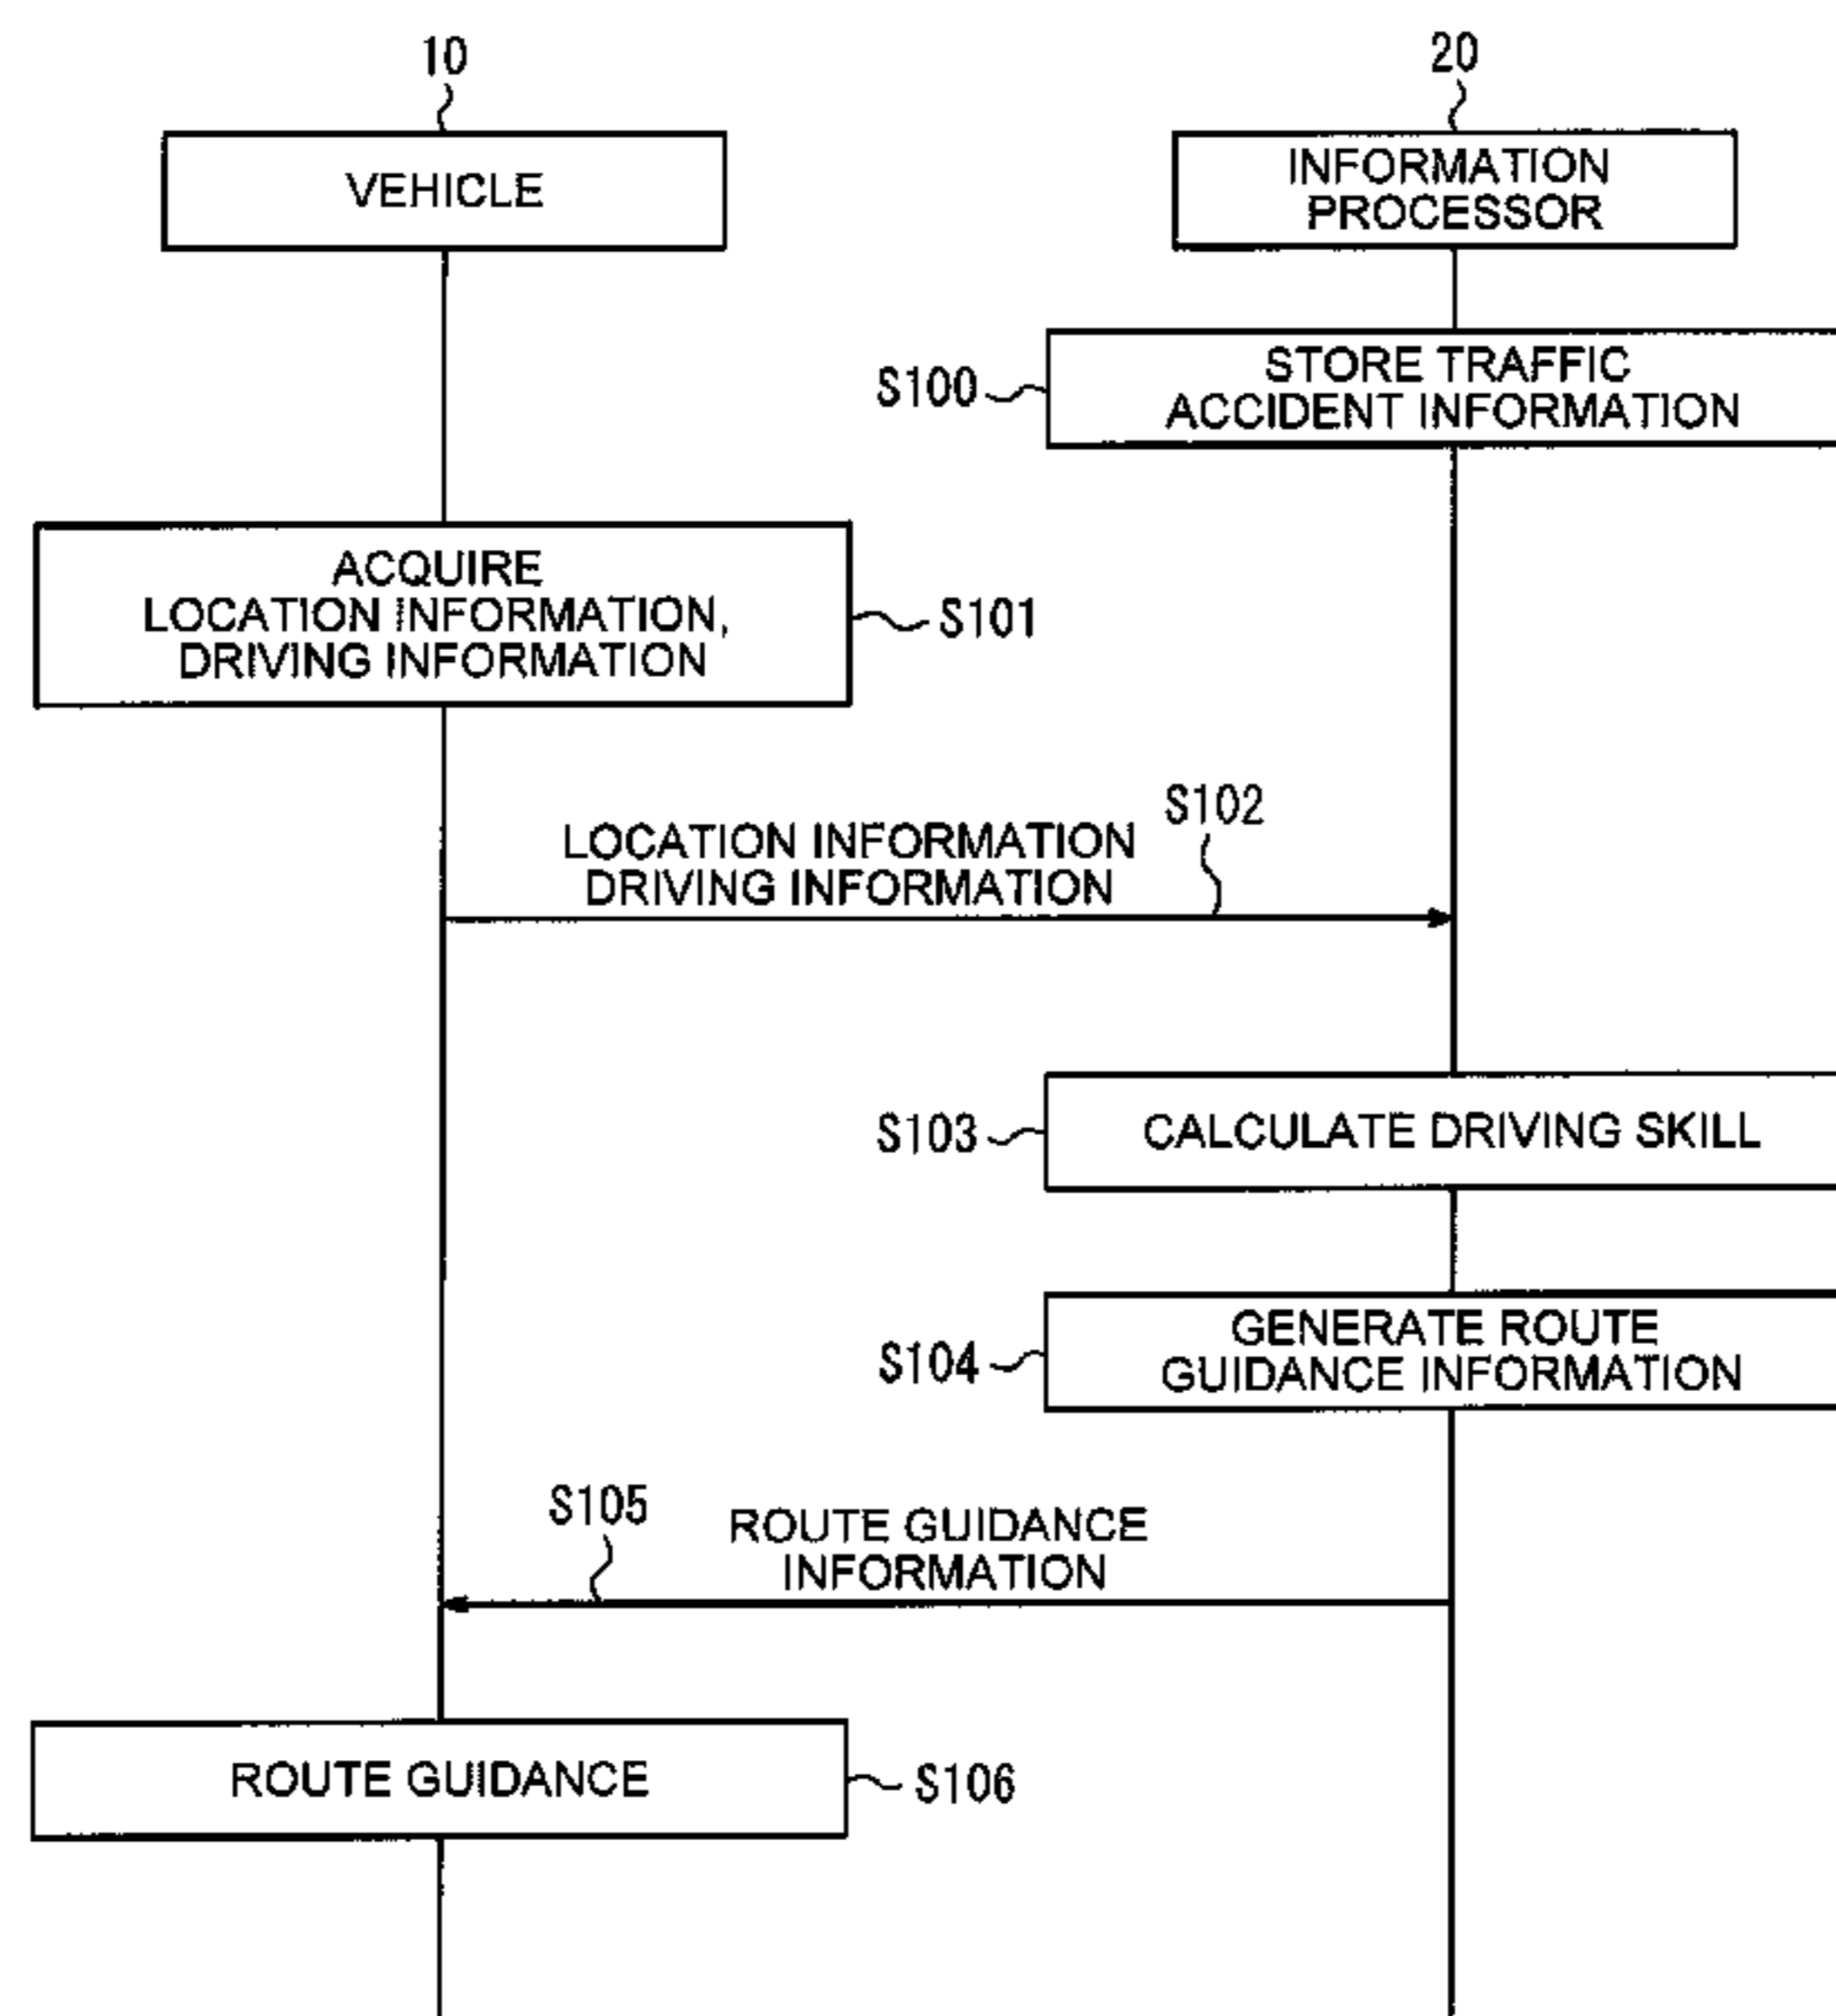 10
20
VEHICLE
INFORMATION
PROCESSOR
S100
STORE TRAFFIC
ACCIDENT INFORMATION
ACQUIRE
LOCATION INFORMATION,
DRIVING INFORMATION
S101
S102
LOCATION INFORMATION
DRIVING INFORMATION
S103
CALCULATE DRIVING SKILL
S104
GENERATE ROUTE
GUIDANCE INFORMATION
S105
ROUTE GUIDANCE
INFORMATION
ROUTE GUIDANCE
S106